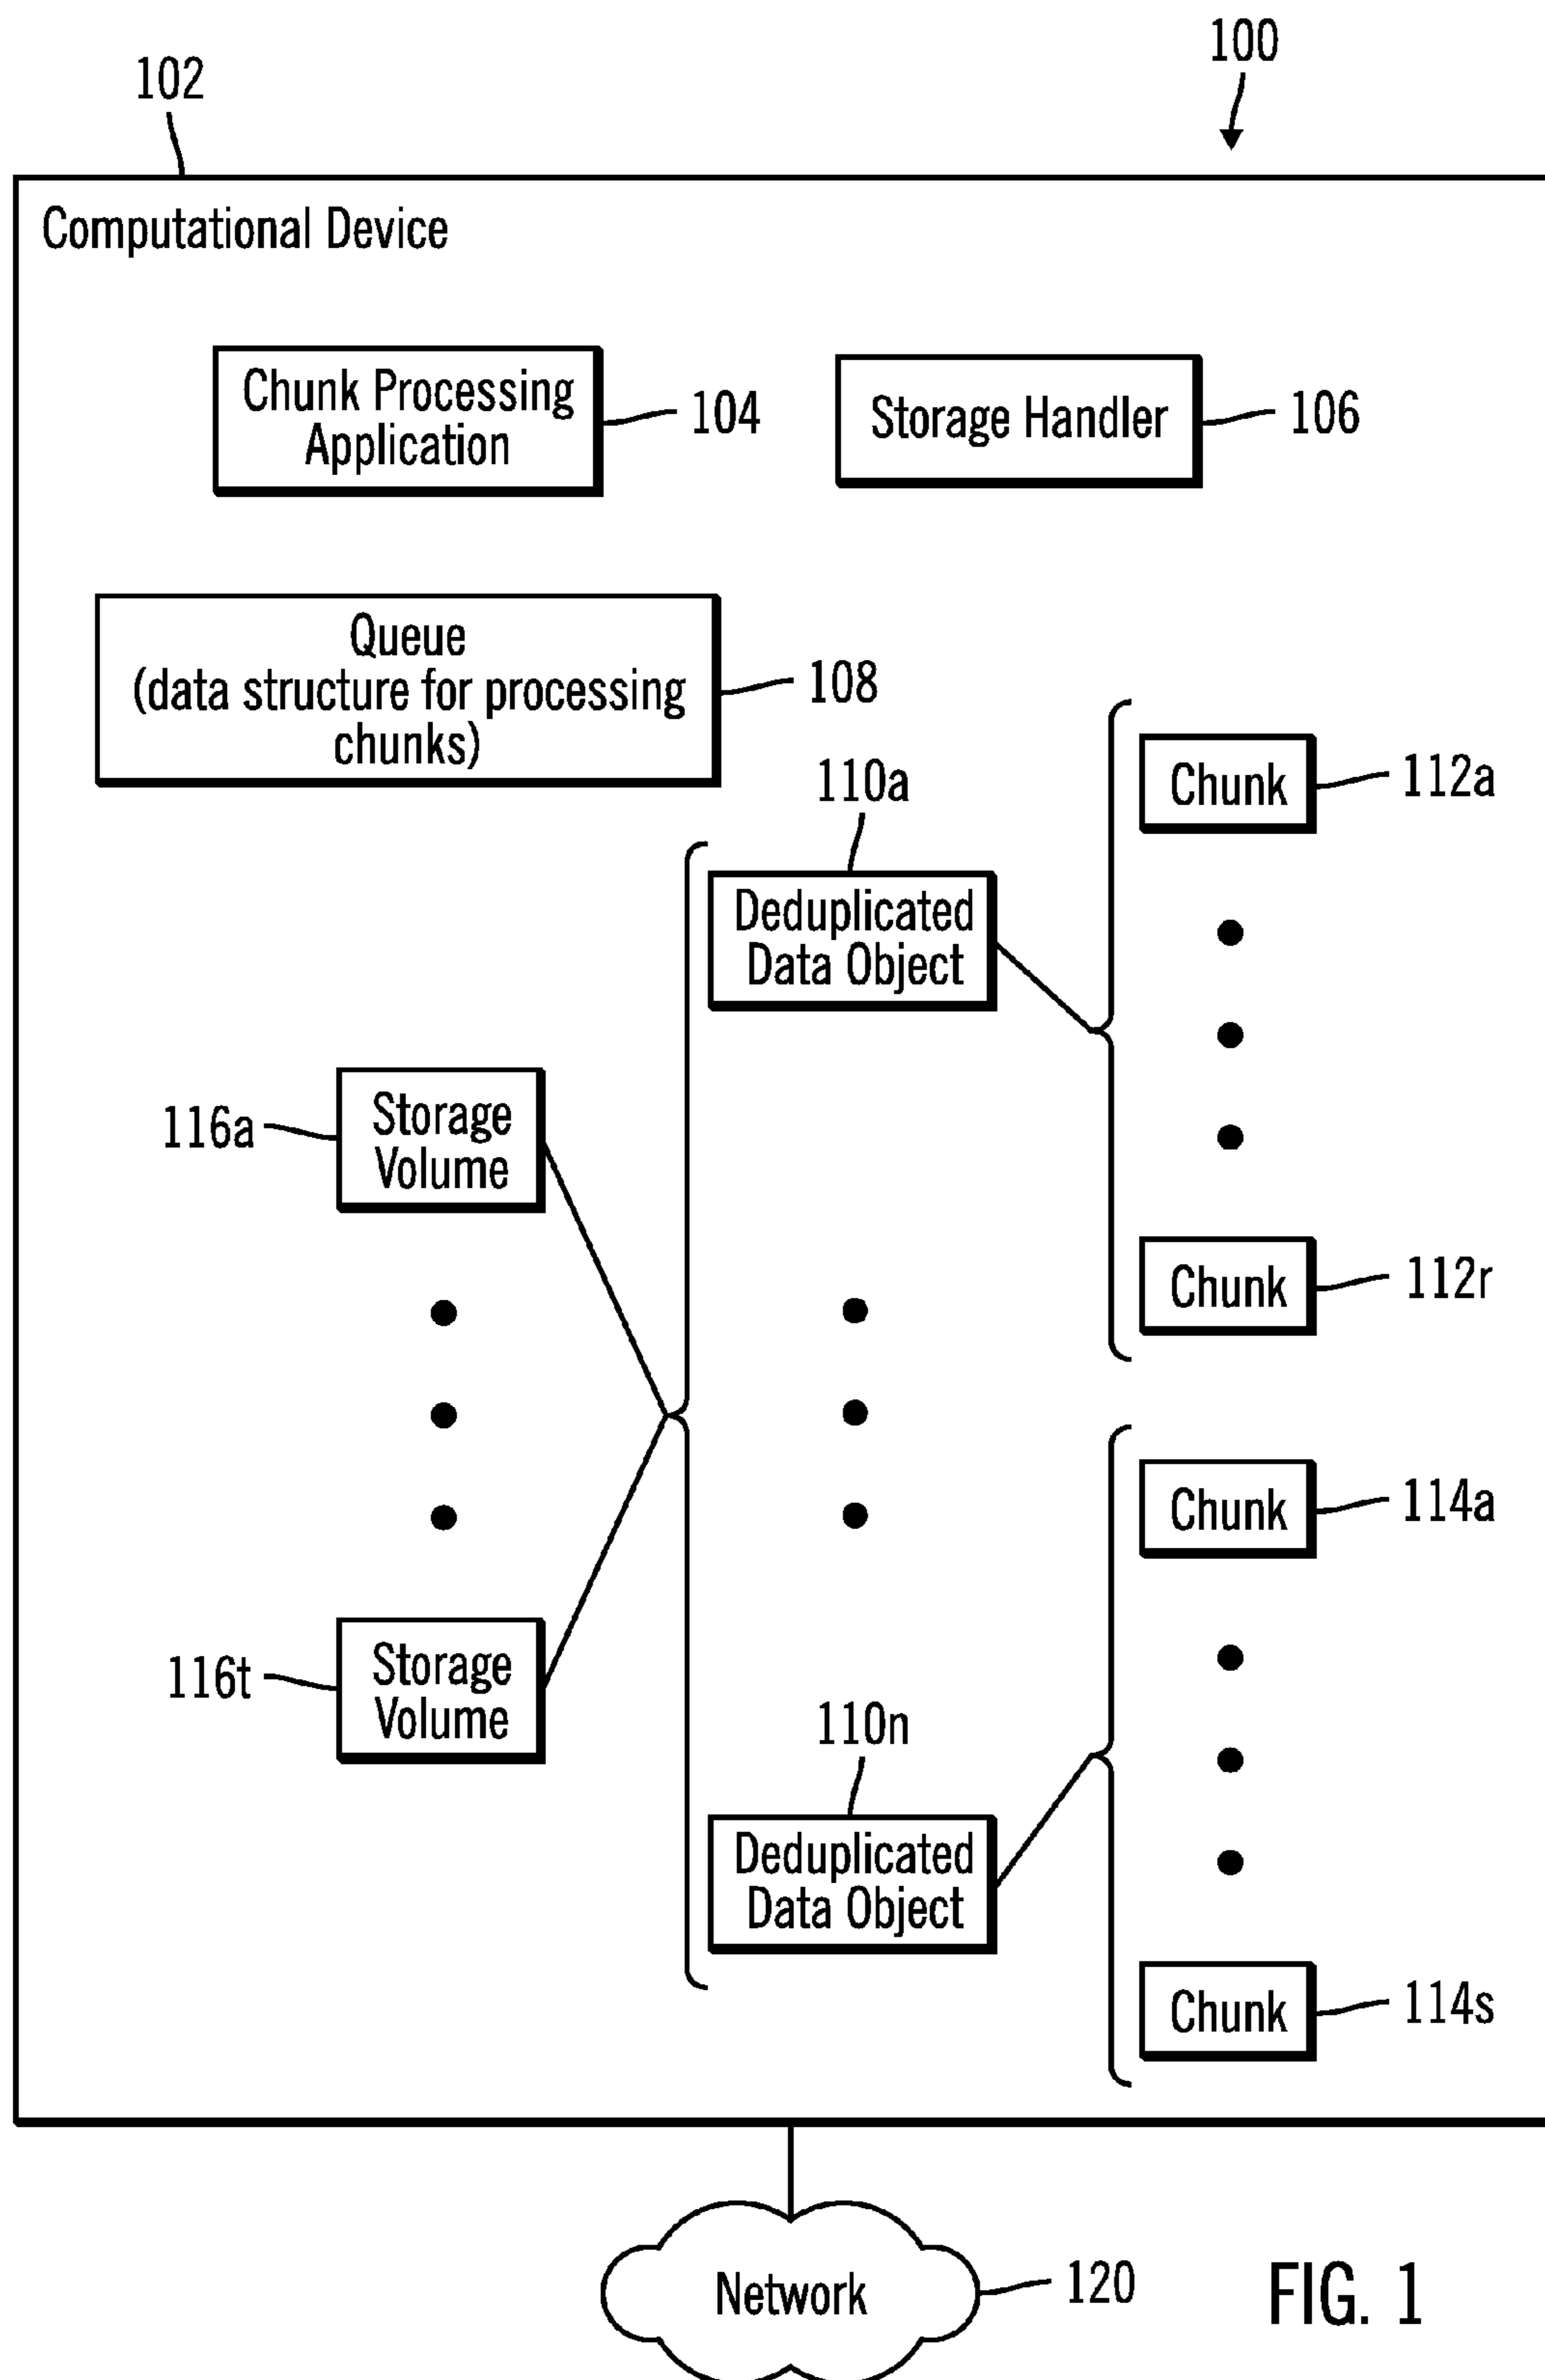 100
102
Computational Device
Chunk Processing
Application
104
Storage Handler
106
Queue
(data structure for processing
chunks)
108
110a
Chunk
112a
Deduplicated
Data Object
Storage
Volume
116a
Chunk
112r
Chunk
114a
Storage
Volume
116t
110n
Deduplicated
Data Object
Chunk
114s
Network
120
FIG. 1